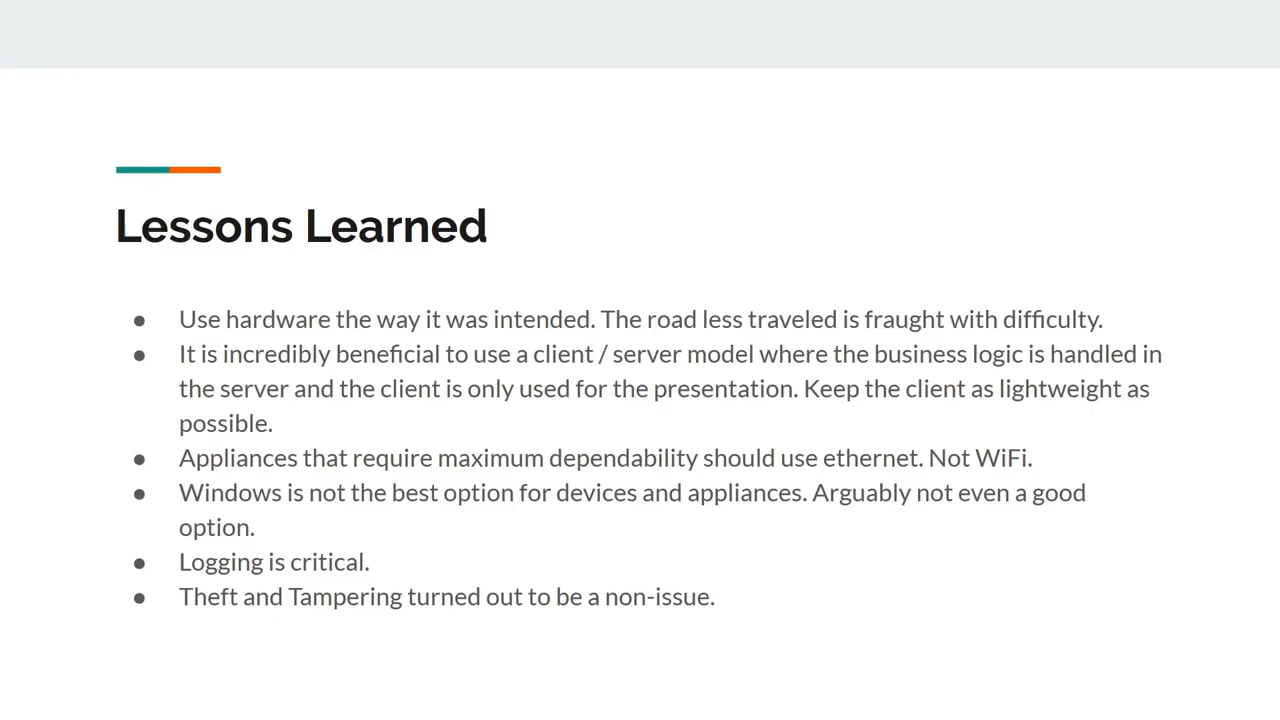 Lessons Learned
● Use hardware the way it was intended. The road less traveled is fraught with difficulty.
● It is incredibly beneficial to use a client / server model where the business logic is handled in
the server and the client is only used for the presentation. Keep the client as lightweight as
possible.
● Appliances that require maximum dependability should use ethernet. Not WiFi.
● Windows is not the best option for devices and appliances. Arguably not even a good
option.
● Logging is critical.
● Theft and Tampering turned out to be a non-issue.